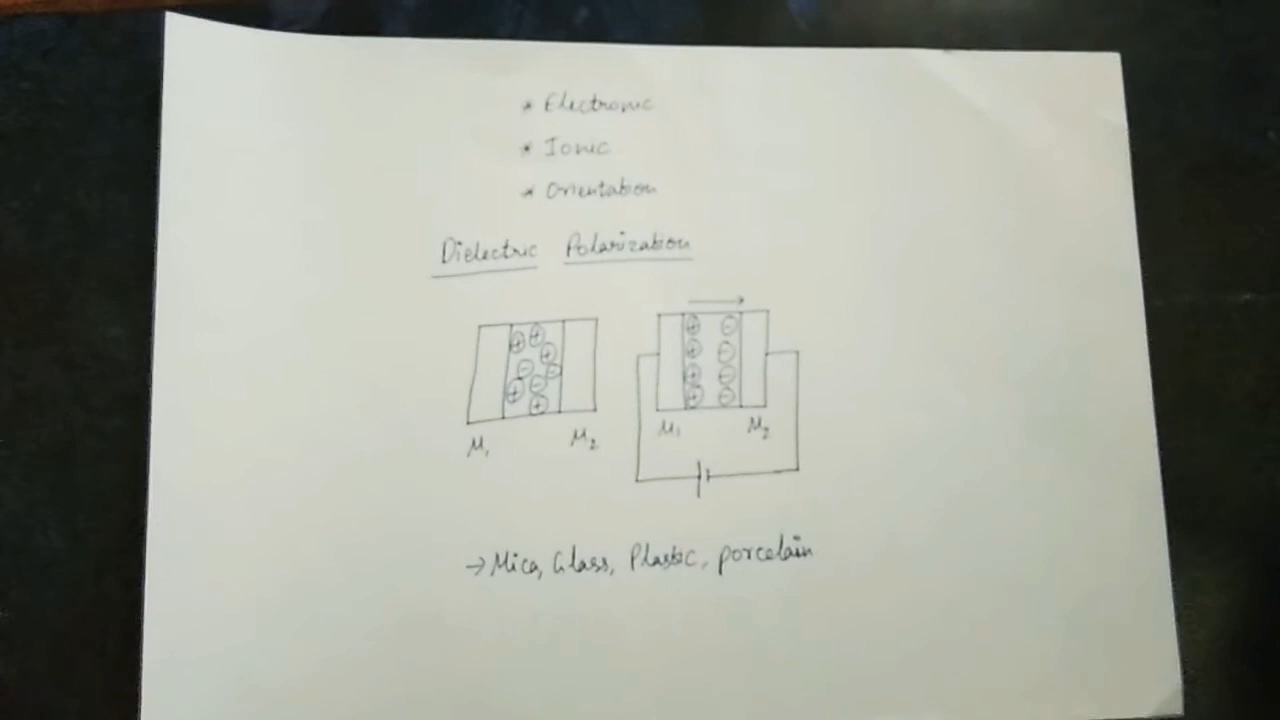 * Electronic
* Ionic
* Orientation
Dielectric Polarization
M₁ M₂ M₁ M₂
→ Mica, Glass, Plastic, porcelain